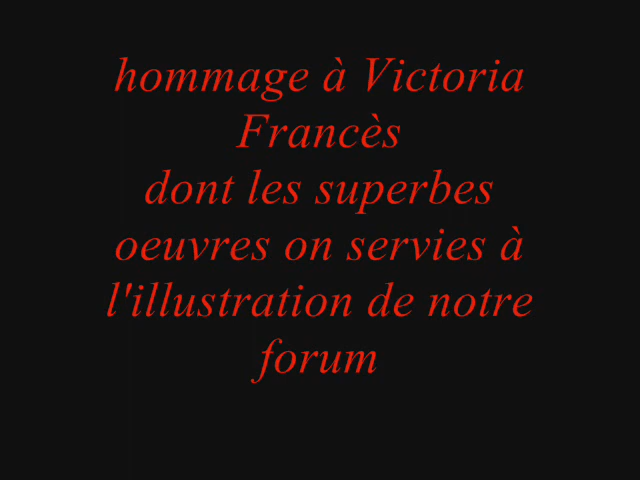 hommage à Victoria
Francès
dont les superbes
oeuvres on servies à
l'illustration de notre
forum